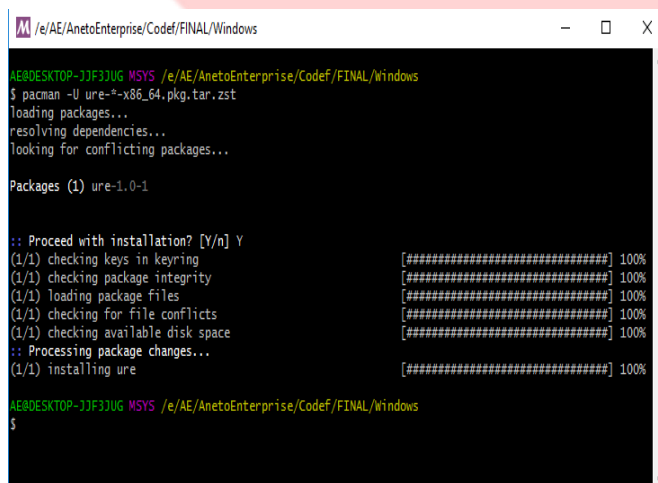 /e/AE/AnetoEnterprise/Codef/FINAL/Windows
AE@DESKTOP-JJF3JUG MSYS /e/AE/AnetoEnterprise/Codef/FINAL/Windows
$ pacman -U ure-*-x86_64.pkg.tar.zst
loading packages...
resolving dependencies...
looking for conflicting packages...
Packages (1) ure-1.0-1
:: Proceed with installation? [Y/n] Y
(1/1) checking keys in keyring [################################] 100%
(1/1) checking package integrity [################################] 100%
(1/1) loading package files [################################] 100%
(1/1) checking for file conflicts [################################] 100%
(1/1) checking available disk space [################################] 100%
:: Processing package changes...
(1/1) installing ure [################################] 100%
AE@DESKTOP-JJF3JUG MSYS /e/AE/AnetoEnterprise/Codef/FINAL/Windows
$